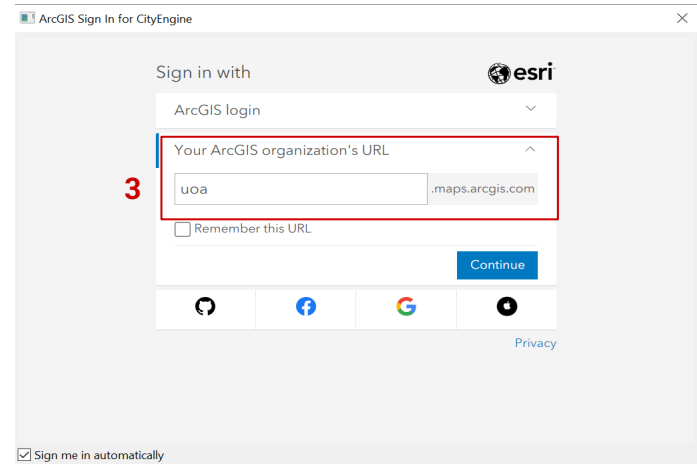 ArcGIS Sign In for CityEngine
Sign in with
esri
ArcGIS login
Your ArcGIS organization's URL
3
uoa .maps.arcgis.com
Remember this URL
Continue
Privacy
Sign me in automatically